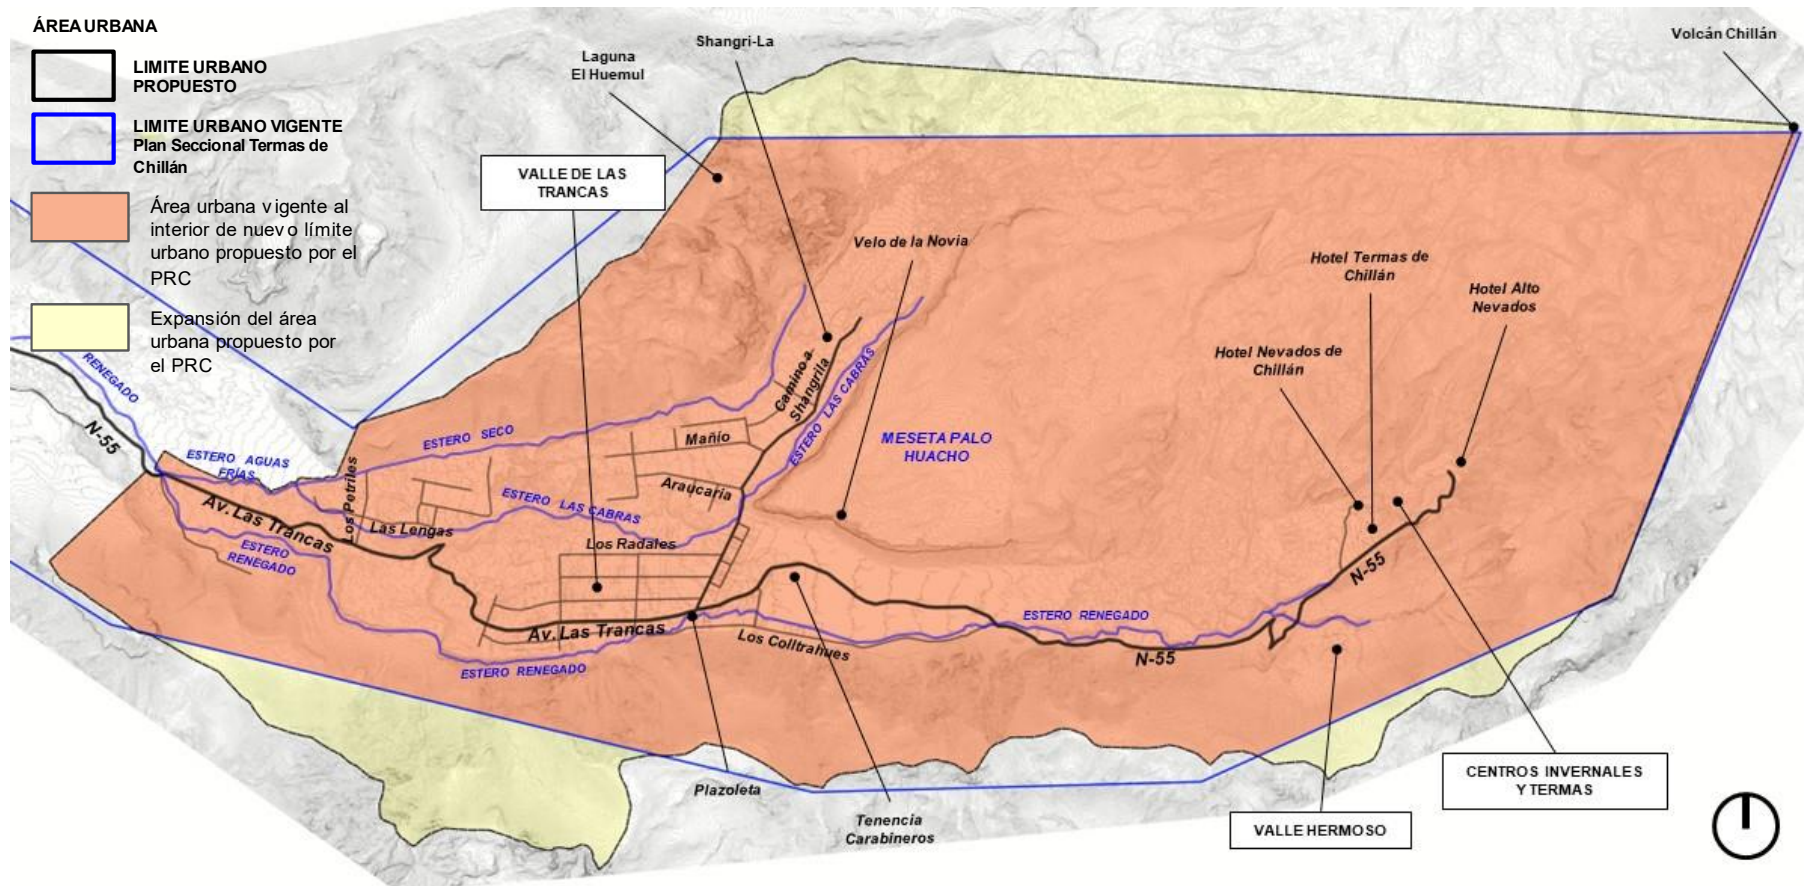 ÁREA URBANA
LIMITE URBANO
PROPUESTO
LIMITE URBANO VIGENTE
Plan Seccional Termas de
Chillán
Área urbana vigente al
interior de nuevo límite
urbano propuesto por el
PRC
Expansión del área
urbana propuesto por
el PRC
Laguna
El Huemul
Shangri-La
Volcán Chillán
VALLE DE LAS
TRANCAS
Velo de la Novia
Hotel Termas de
Chillán
Hotel Alto
Nevados
Hotel Nevados de
Chillán
RENEGADO
N-55
ESTERO AGUAS
FRÍAS
ESTERO SECO
Camino a
Shangrila
ESTERO LAS CABRAS
Mañío
MESETA PALO
HUACHO
Los Petriles
Araucaria
ESTERO LAS CABRAS
Av. Las Trancas
Las Lengas
Los Radales
ESTERO
RENEGADO
N-55
ESTERO RENEGADO
Av. Las Trancas
Los Colltrahues
N-55
ESTERO RENEGADO
Plazoleta
Tenencia
Carabineros
CENTROS INVERNALES
Y TERMAS
VALLE HERMOSO